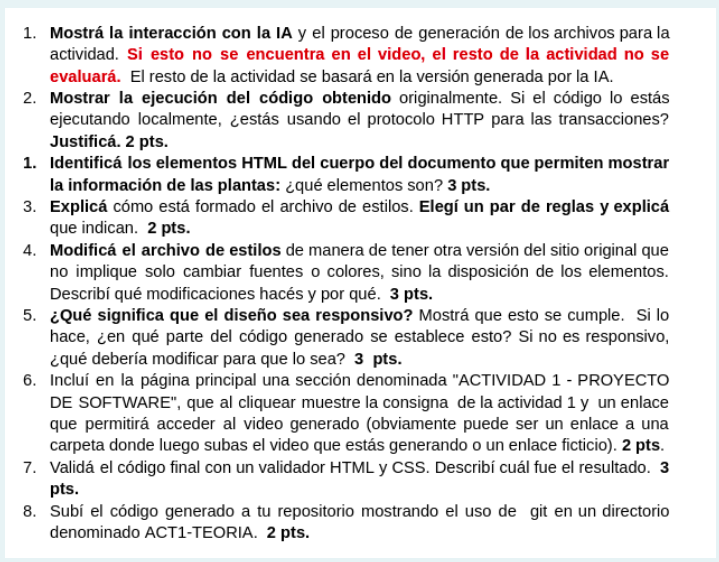 1. Mostrá la interacción con la IA y el proceso de generación de los archivos para la
actividad. Si esto no se encuentra en el video, el resto de la actividad no se
evaluará. El resto de la actividad se basará en la versión generada por la IA.
2. Mostrar la ejecución del código obtenido originalmente. Si el código lo estás
ejecutando localmente, ¿estás usando el protocolo HTTP para las transacciones?
Justificá. 2 pts.
1. Identificá los elementos HTML del cuerpo del documento que permiten mostrar
la información de las plantas: ¿qué elementos son? 3 pts.
3. Explicá cómo está formado el archivo de estilos. Elegí un par de reglas y explicá
que indican. 2 pts.
4. Modificá el archivo de estilos de manera de tener otra versión del sitio original que
no implique solo cambiar fuentes o colores, sino la disposición de los elementos.
Describí qué modificaciones hacés y por qué. 3 pts.
5. ¿Qué significa que el diseño sea responsivo? Mostrá que esto se cumple. Si lo
hace, ¿en qué parte del código generado se establece esto? Si no es responsivo,
¿qué debería modificar para que lo sea? 3 pts.
6. Incluí en la página principal una sección denominada "ACTIVIDAD 1 - PROYECTO
DE SOFTWARE", que al cliquear muestre la consigna de la actividad 1 y un enlace
que permitirá acceder al video generado (obviamente puede ser un enlace a una
carpeta donde luego subas el video que estás generando o un enlace ficticio). 2 pts.
7. Validá el código final con un validador HTML y CSS. Describí cuál fue el resultado. 3
pts.
8. Subí el código generado a tu repositorio mostrando el uso de git en un directorio
denominado ACT1-TEORIA. 2 pts.